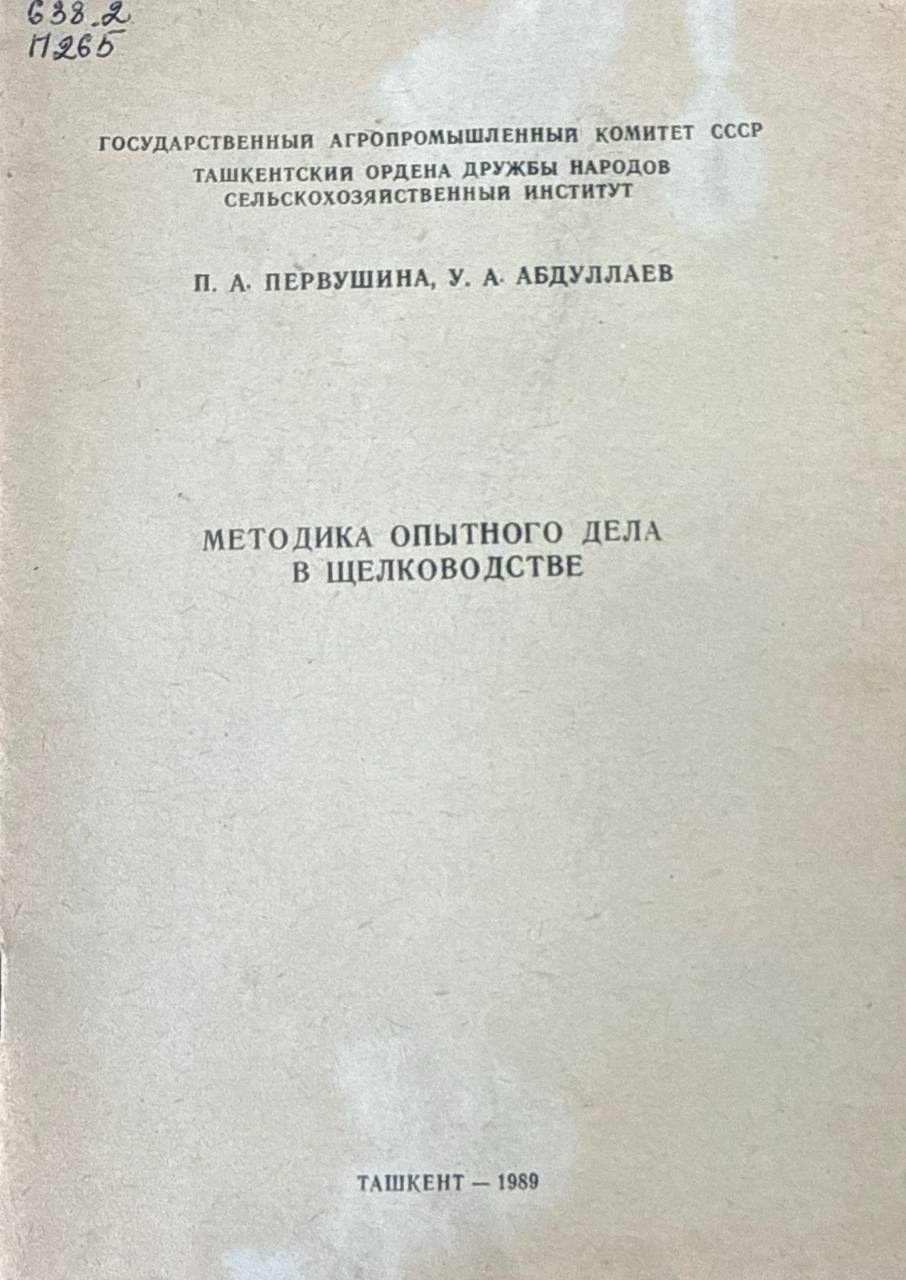 638.2
П265
ГОСУДАРСТВЕННЫЙ АГРОПРОМЫШЛЕННЫЙ КОМИТЕТ СССР
ТАШКЕНТСКИЙ ОРДЕНА ДРУЖБЫ НАРОДОВ
СЕЛЬСКОХОЗЯЙСТВЕННЫЙ ИНСТИТУТ
П. А. ПЕРВУШИНА, У. А. АБДУЛЛАЕВ
МЕТОДИКА ОПЫТНОГО ДЕЛА
В ЩЕЛКОВОДСТВЕ
ТАШКЕНТ — 1989